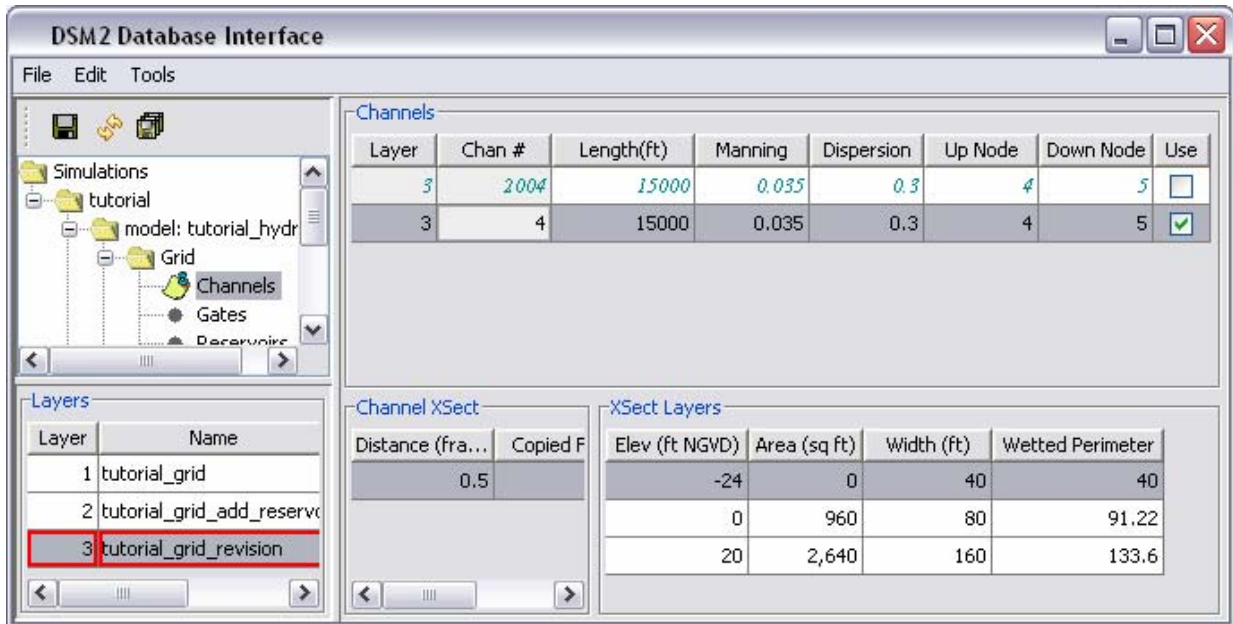 DSM2 Database Interface
File Edit Tools
Simulations
tutorial
model: tutorial_hydr
Grid
Channels
Gates
Reservoirs
Layers
Layer Name
1 tutorial_grid
2 tutorial_grid_add_reservo
3 tutorial_grid_revision
Channels
Layer Chan # Length(ft) Manning Dispersion Up Node Down Node Use
3 2004 15000 0.035 0.3 4 5
3 4 15000 0.035 0.3 4 5
Channel XSect
Distance (fra... Copied F
0.5
XSect Layers
Elev (ft NGVD) Area (sq ft) Width (ft) Wetted Perimeter
-24 0 40 40
0 960 80 91.22
20 2,640 160 133.6